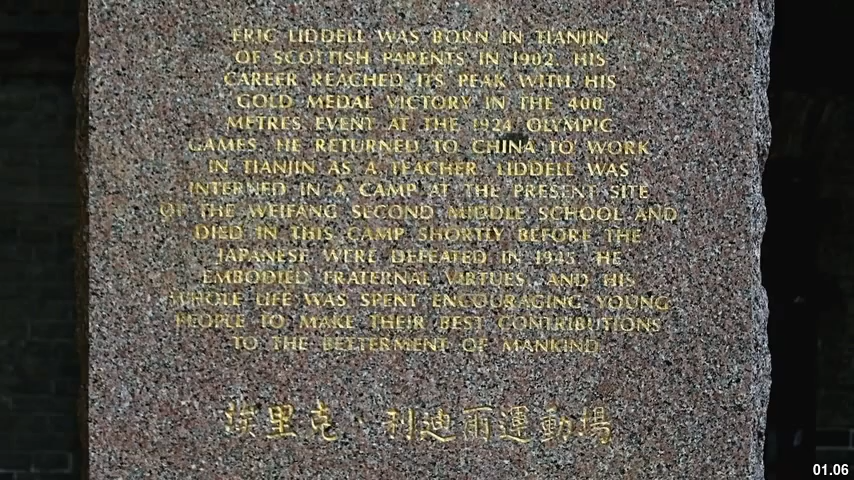 ERIC LIDDELL WAS BORN IN TIANJIN
OF SCOTTISH PARENTS IN 1902. HIS
CAREER REACHED ITS PEAK WITH HIS
GOLD MEDAL VICTORY IN THE 400
METRES EVENT AT THE 1924 OLYMPIC
GAMES. HE RETURNED TO CHINA TO WORK
IN TIANJIN AS A TEACHER. LIDDELL WAS
INTERNED IN A CAMP AT THE PRESENT SITE
OF THE WEIFANG SECOND MIDDLE SCHOOL AND
DIED IN THIS CAMP SHORTLY BEFORE THE
JAPANESE WERE DEFEATED IN 1945. HE
EMBODIED FRATERNAL VIRTUES, AND HIS
WHOLE LIFE WAS SPENT ENCOURAGING YOUNG
PEOPLE TO MAKE THEIR BEST CONTRIBUTIONS
TO THE BETTERMENT OF MANKIND.
埃里克·利迪爾運動場
01.06